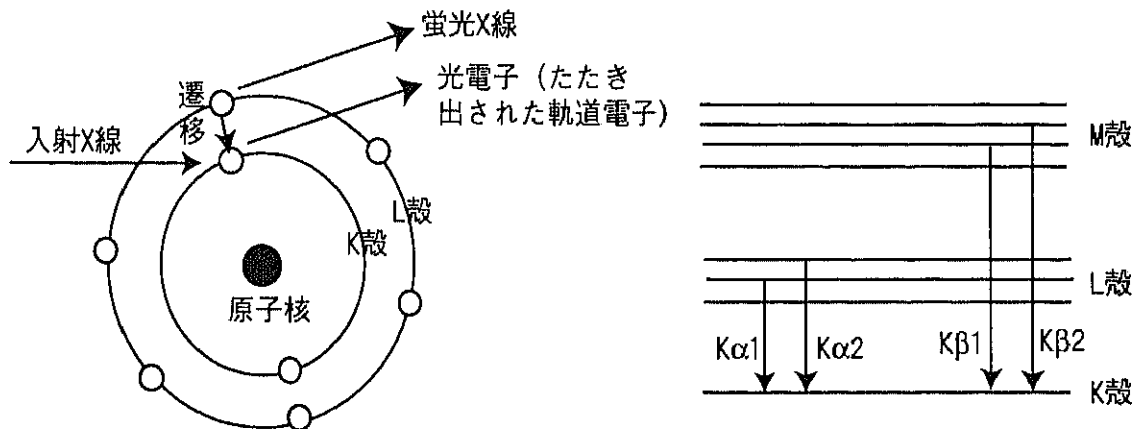 蛍光X線
光電子（たたき
出された軌道電子）
遷
移
入射X線
L殻
K殻
原子核
M殻
L殻
Kα1
Kα2
Kβ1
Kβ2
K殻